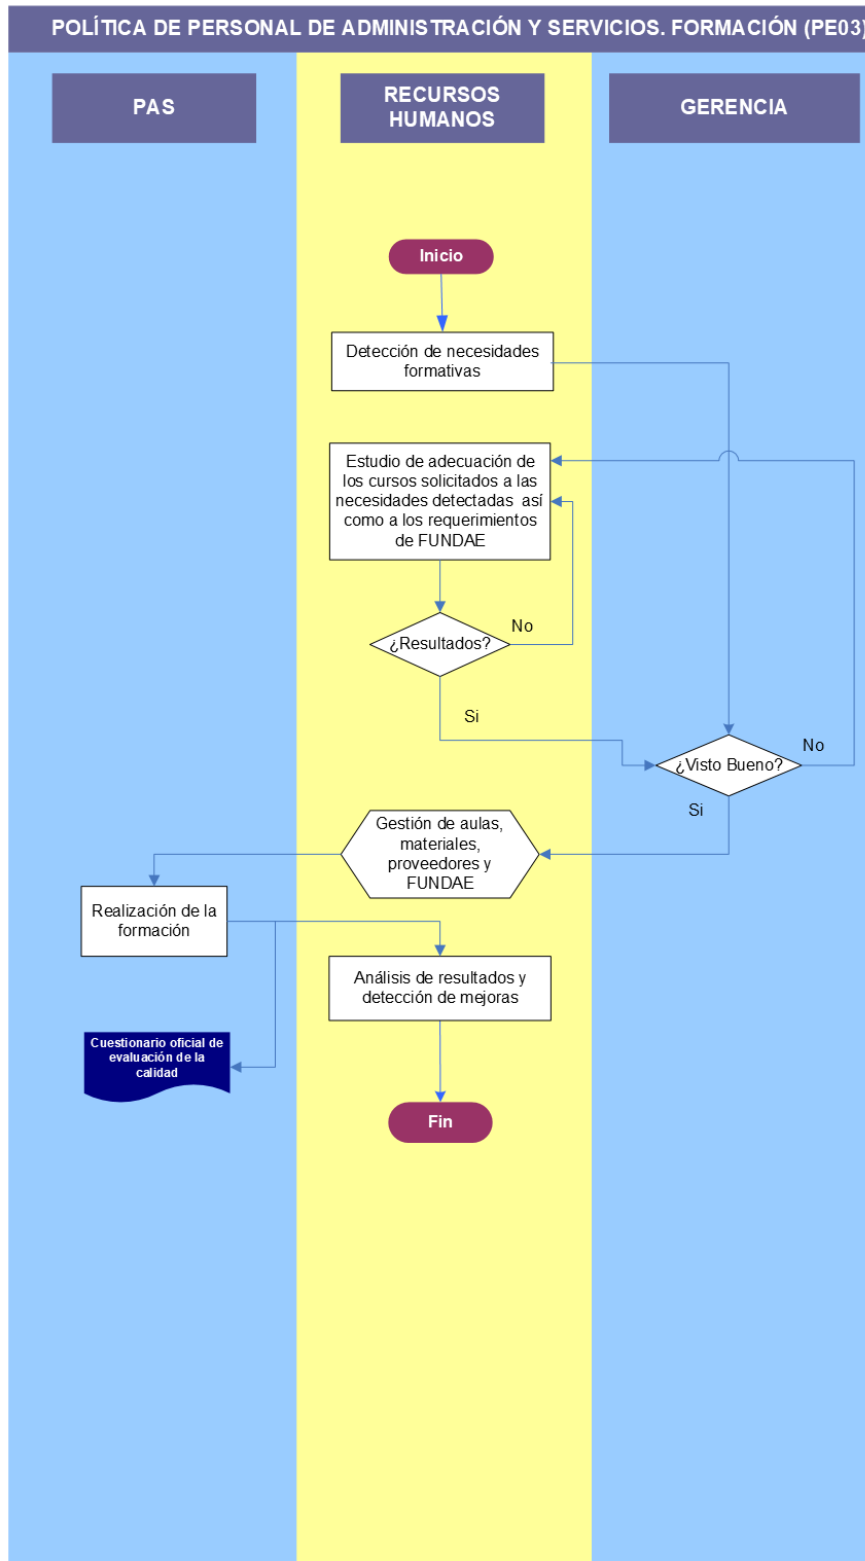 POLÍTICA DE PERSONAL DE ADMINISTRACIÓN Y SERVICIOS. FORMACIÓN (PE03)
PAS
RECURSOS
HUMANOS
GERENCIA
Inicio
Detección de necesidades
formativas
Estudio de adecuación de
los cursos solicitados a las
necesidades detectadas así
como a los requerimientos
de FUNDAE
¿Resultados?
No
Si
¿Visto Bueno?
No
Si
Gestión de aulas,
materiales,
proveedores y
FUNDAE
Realización de la
formación
Análisis de resultados y
detección de mejoras
Cuestionario oficial de
evaluación de la
calidad
Fin